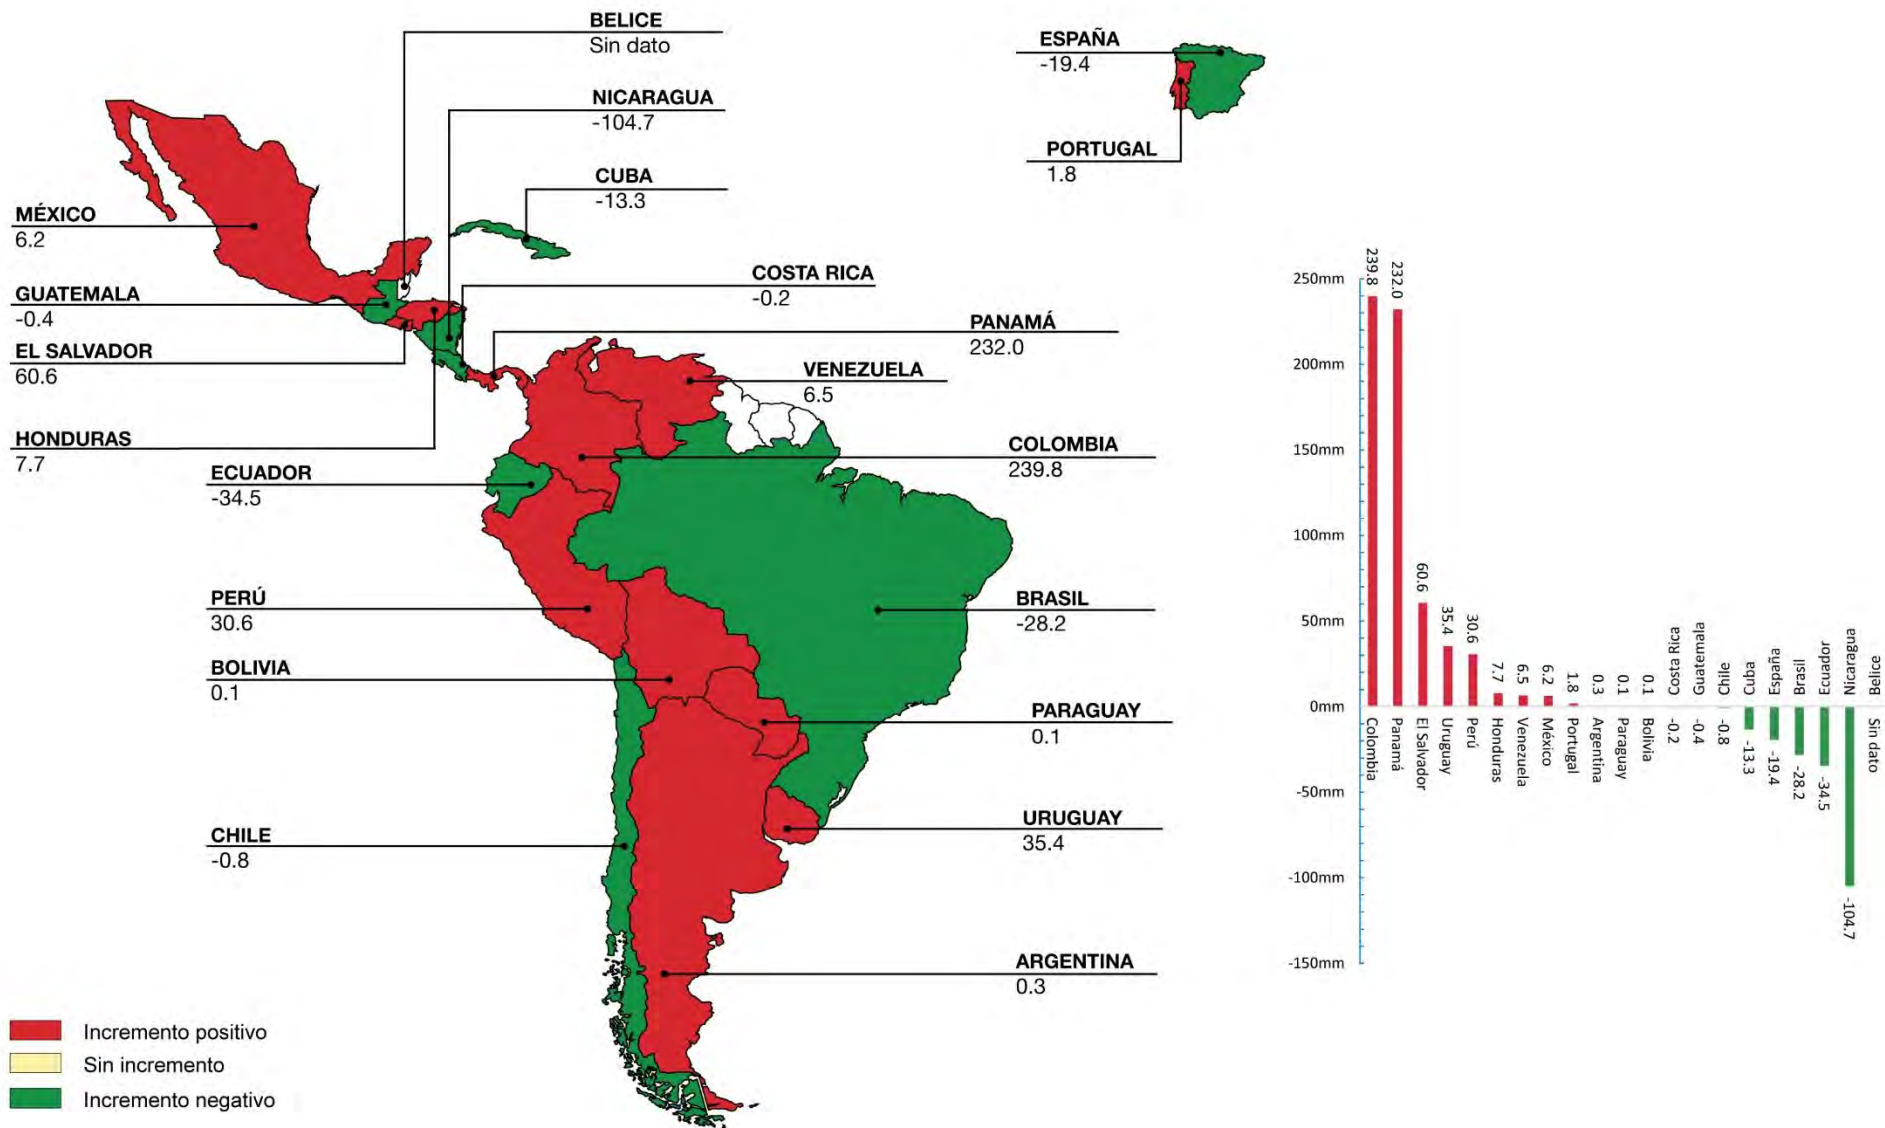 BELICE
Sin dato
ESPAÑA
-19.4
NICARAGUA
-104.7
PORTUGAL
1.8
CUBA
-13.3
MÉXICO
6.2
COSTA RICA
-0.2
GUATEMALA
-0.4
PANAMÁ
232.0
EL SALVADOR
60.6
VENEZUELA
6.5
HONDURAS
7.7
COLOMBIA
239.8
ECUADOR
-34.5
PERÚ
30.6
BRASIL
-28.2
BOLIVIA
0.1
PARAGUAY
0.1
URUGUAY
35.4
CHILE
-0.8
ARGENTINA
0.3
Incremento positivo
Sin incremento
Incremento negativo
250mm
200mm
150mm
100mm
50mm
0mm
-50mm
-100mm
-150mm
239.8
Colombia
232.0
Panamá
60.6
El Salvador
35.4
Uruguay
30.6
Perú
7.7
Honduras
6.5
Venezuela
6.2
México
1.8
Portugal
0.3
Argentina
0.1
Paraguay
0.1
Bolivia
Costa Rica
-0.2
Guatemala
-0.4
Chile
-0.8
Cuba
-13.3
España
-19.4
Brasil
-28.2
Ecuador
-34.5
Nicaragua
-104.7
Belice
Sin dato